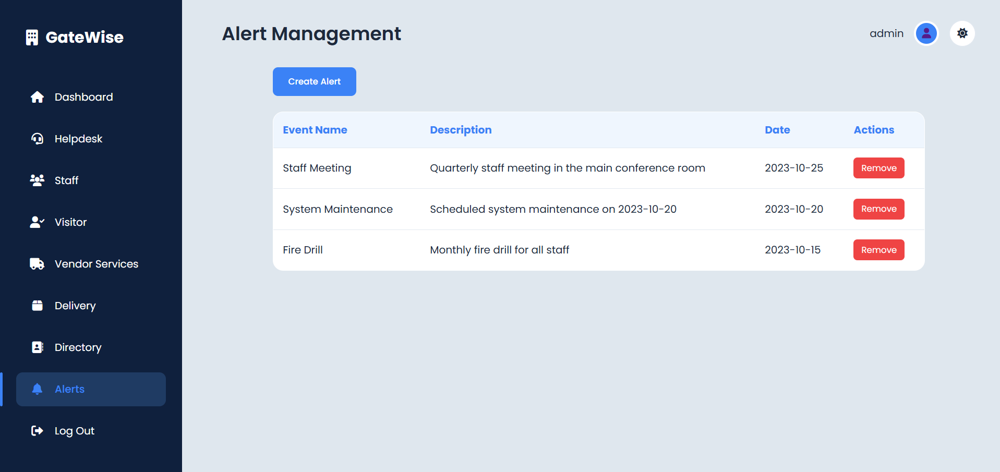 GateWise
Dashboard
Helpdesk
Staff
Visitor
Vendor Services
Delivery
Directory
Alerts
Log Out
Alert Management
admin
Create Alert
Event Name Description Date Actions
Staff Meeting Quarterly staff meeting in the main conference room 2023-10-25 Remove
System Maintenance Scheduled system maintenance on 2023-10-20 2023-10-20 Remove
Fire Drill Monthly fire drill for all staff 2023-10-15 Remove